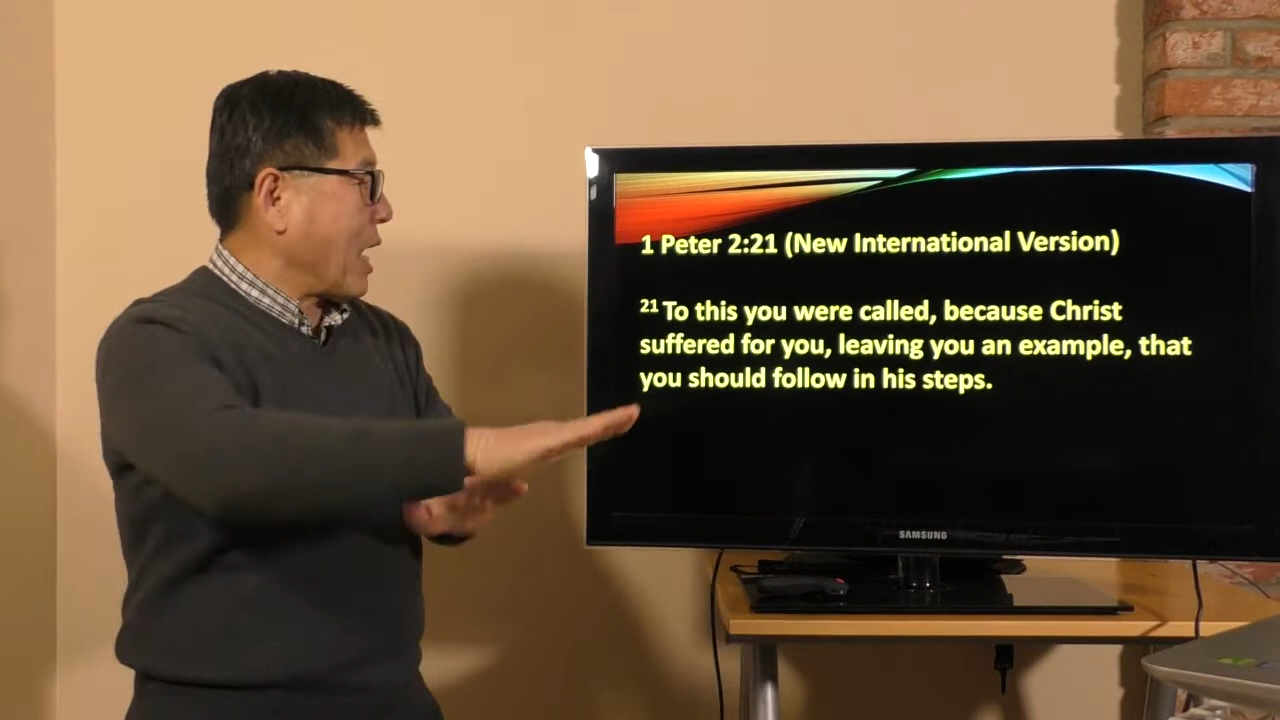 1 Peter 2:21 (New International Version)
21 To this you were called, because Christ
suffered for you, leaving you an example, that
you should follow in his steps.
SAMSUNG